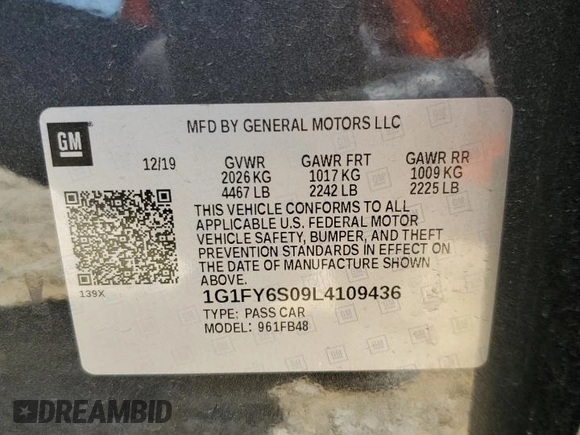 GM
MFD BY GENERAL MOTORS LLC
12/19 GVWR GAWR FRT GAWR RR
2026 KG 1017 KG 1009 KG
4467 LB 2242 LB 2225 LB
THIS VEHICLE CONFORMS TO ALL
APPLICABLE U.S. FEDERAL MOTOR
VEHICLE SAFETY, BUMPER, AND THEFT
PREVENTION STANDARDS IN EFFECT ON
THE DATE OF MANUFACTURE SHOWN
ABOVE.
139X
1G1FY6S09L4109436
TYPE: PASS CAR
MODEL: 961FB48
DREAMBID